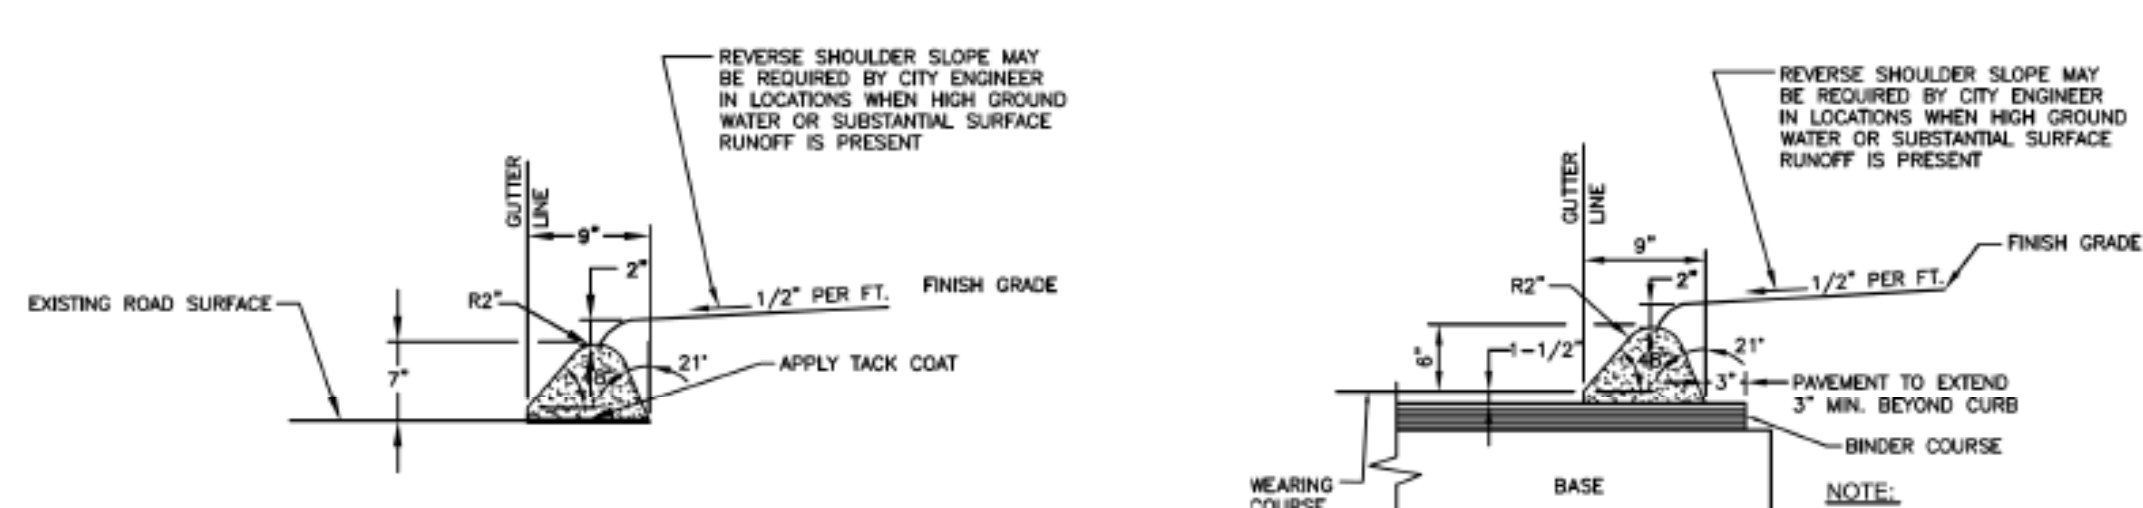 REVERSE SHOULDER SLOPE MAY
BE REQUIRED BY CITY ENGINEER
IN LOCATIONS WHEN HIGH GROUND
WATER OR SUBSTANTIAL SURFACE
RUNOFF IS PRESENT
GUTTER
LINE
9"
2"
R2"
1/2" PER FT.
FINISH GRADE
EXISTING ROAD SURFACE
7"
21°
APPLY TACK COAT
REVERSE SHOULDER SLOPE MAY
BE REQUIRED BY CITY ENGINEER
IN LOCATIONS WHEN HIGH GROUND
WATER OR SUBSTANTIAL SURFACE
RUNOFF IS PRESENT
GUTTER
LINE
9"
2"
R2"
1/2" PER FT.
FINISH GRADE
6"
1-1/2"
21°
3"
PAVEMENT TO EXTEND
3" MIN. BEYOND CURB
BINDER COURSE
WEARING
COURSE
BASE
NOTE: